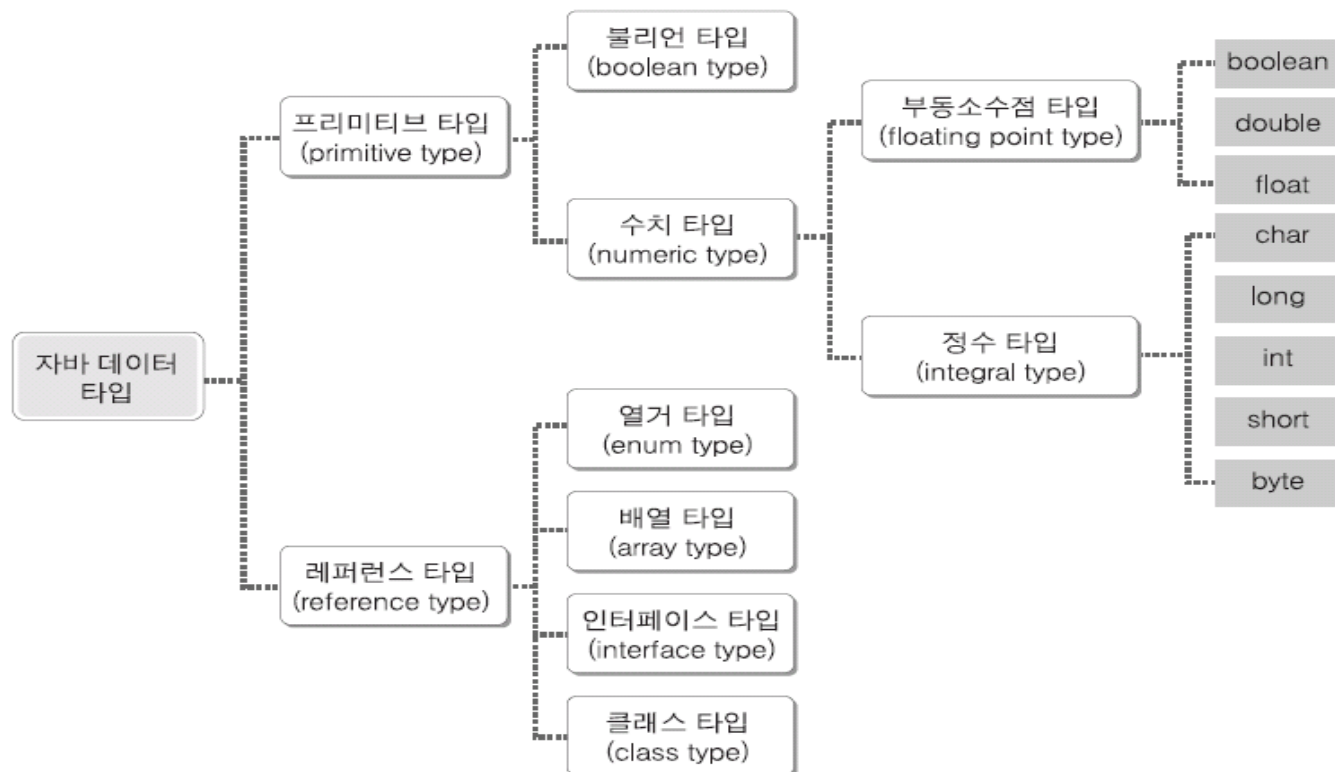 불리언 타입
(boolean type)
프리미티브 타입
(primitive type)
수치 타입
(numeric type)
부동소수점 타입
(floating point type)
boolean
double
float
char
long
int
short
byte
정수 타입
(integral type)
자바 데이터
타입
열거 타입
(enum type)
배열 타입
(array type)
레퍼런스 타입
(reference type)
인터페이스 타입
(interface type)
클래스 타입
(class type)